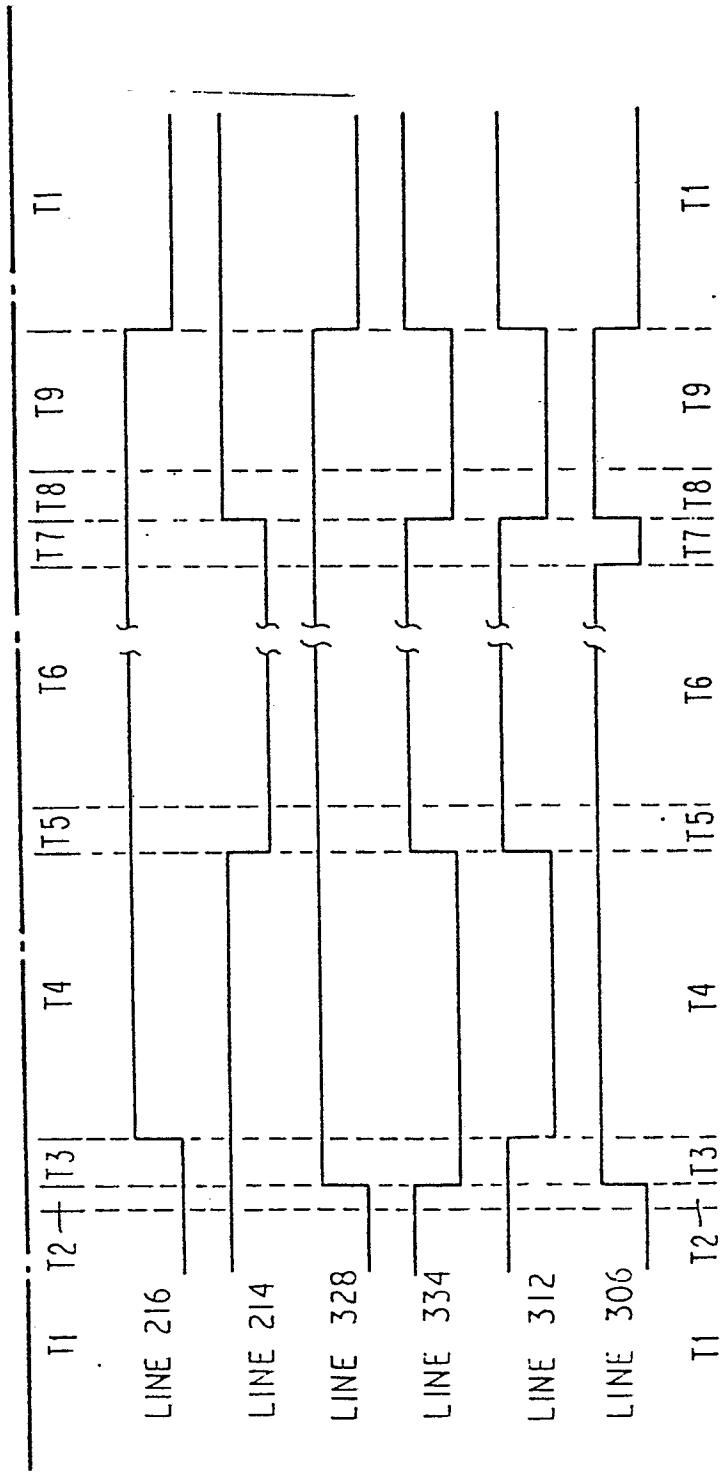 T1 T2 T3 T4 T5 T6 T7 T8 T9 T1
LINE 216
LINE 214
LINE 328
LINE 334
LINE 312
LINE 306
T1 T2 T3 T4 T5 T6 T7 T8 T9 T1